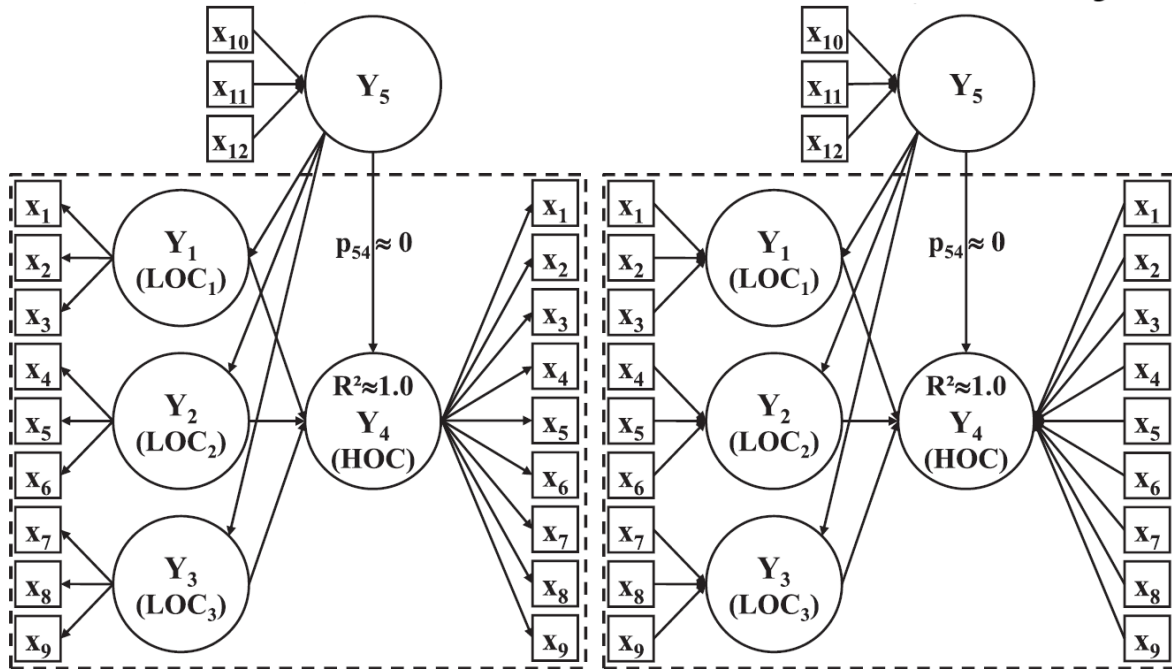 x₁₀
x₁₁
x₁₂
Y₅
x₁
x₂
x₃
x₄
x₅
x₆
x₇
x₈
x₉
Y₁
(LOC₁)
Y₂
(LOC₂)
Y₃
(LOC₃)
p₅₄ ≈ 0
R²≈1.0
Y₄
(HOC)
x₁
x₂
x₃
x₄
x₅
x₆
x₇
x₈
x₉
x₁₀
x₁₁
x₁₂
Y₅
x₁
x₂
x₃
x₄
x₅
x₆
x₇
x₈
x₉
Y₁
(LOC₁)
Y₂
(LOC₂)
Y₃
(LOC₃)
p₅₄ ≈ 0
R²≈1.0
Y₄
(HOC)
x₁
x₂
x₃
x₄
x₅
x₆
x₇
x₈
x₉